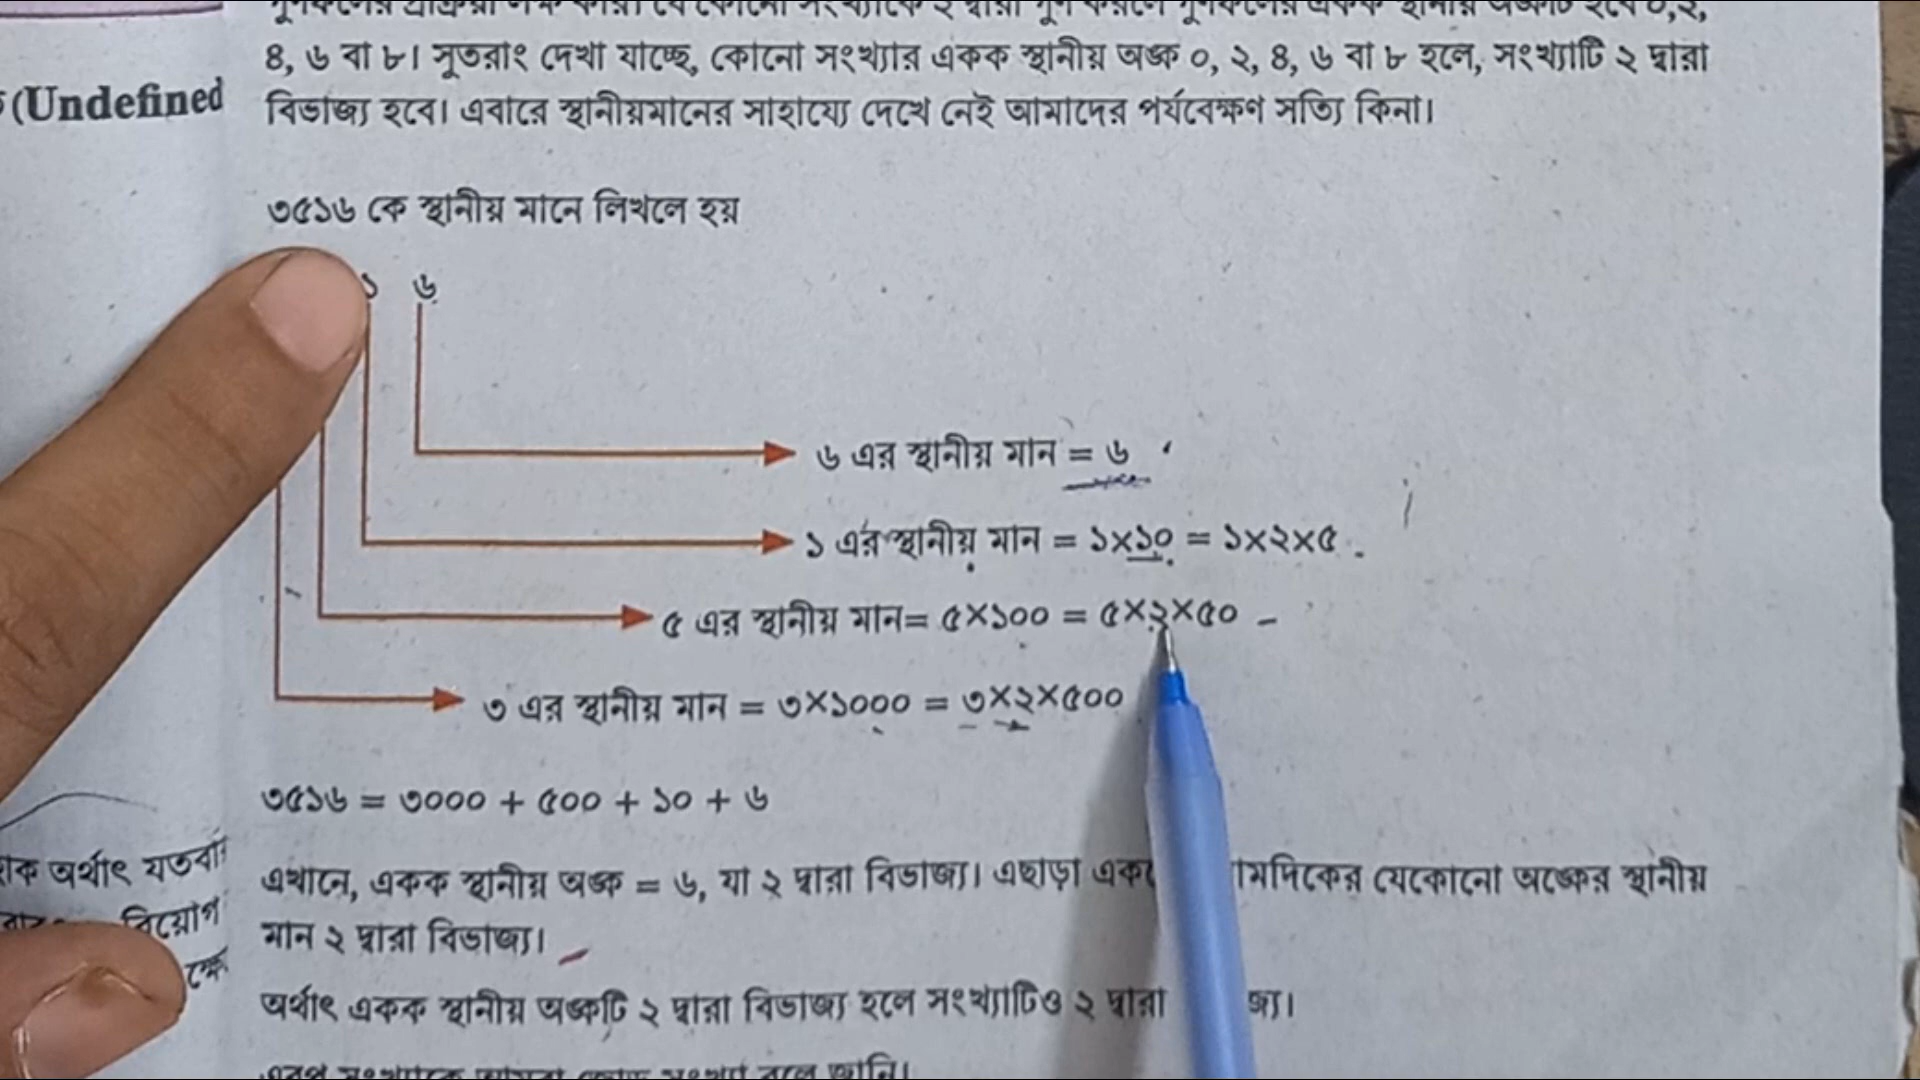 ৪, ৬ বা ৮। সুতরাং দেখা যাচ্ছে, কোনো সংখ্যার একক স্থানীয় অঙ্ক ০, ২, ৪, ৬ বা ৮ হলে, সংখ্যাটি ২ দ্বারা
(Undefined
বিভাজ্য হবে। এবারে স্থানীয়মানের সাহায্যে দেখে নেই আমাদের পর্যবেক্ষণ সত্যি কিনা।
৩৫১৬ কে স্থানীয় মানে লিখলে হয়
১ ৬
৬ এর স্থানীয় মান = ৬
১ এর স্থানীয় মান = ১×১০ = ১×২×৫
৫ এর স্থানীয় মান= ৫×১০০ = ৫×২×৫০
৩ এর স্থানীয় মান = ৩×১০০০ = ৩×২×৫০০
৩৫১৬ = ৩০০০ + ৫০০ + ১০ + ৬
অর্থাৎ যতবার
এখানে, একক স্থানীয় অঙ্ক = ৬, যা ২ দ্বারা বিভাজ্য। এছাড়া যেকোনো অঙ্কের স্থানীয়
বিয়োগ
মান ২ দ্বারা বিভাজ্য।
অর্থাৎ একক স্থানীয় অঙ্কটি ২ দ্বারা বিভাজ্য হলে সংখ্যাটিও ২ দ্বারা